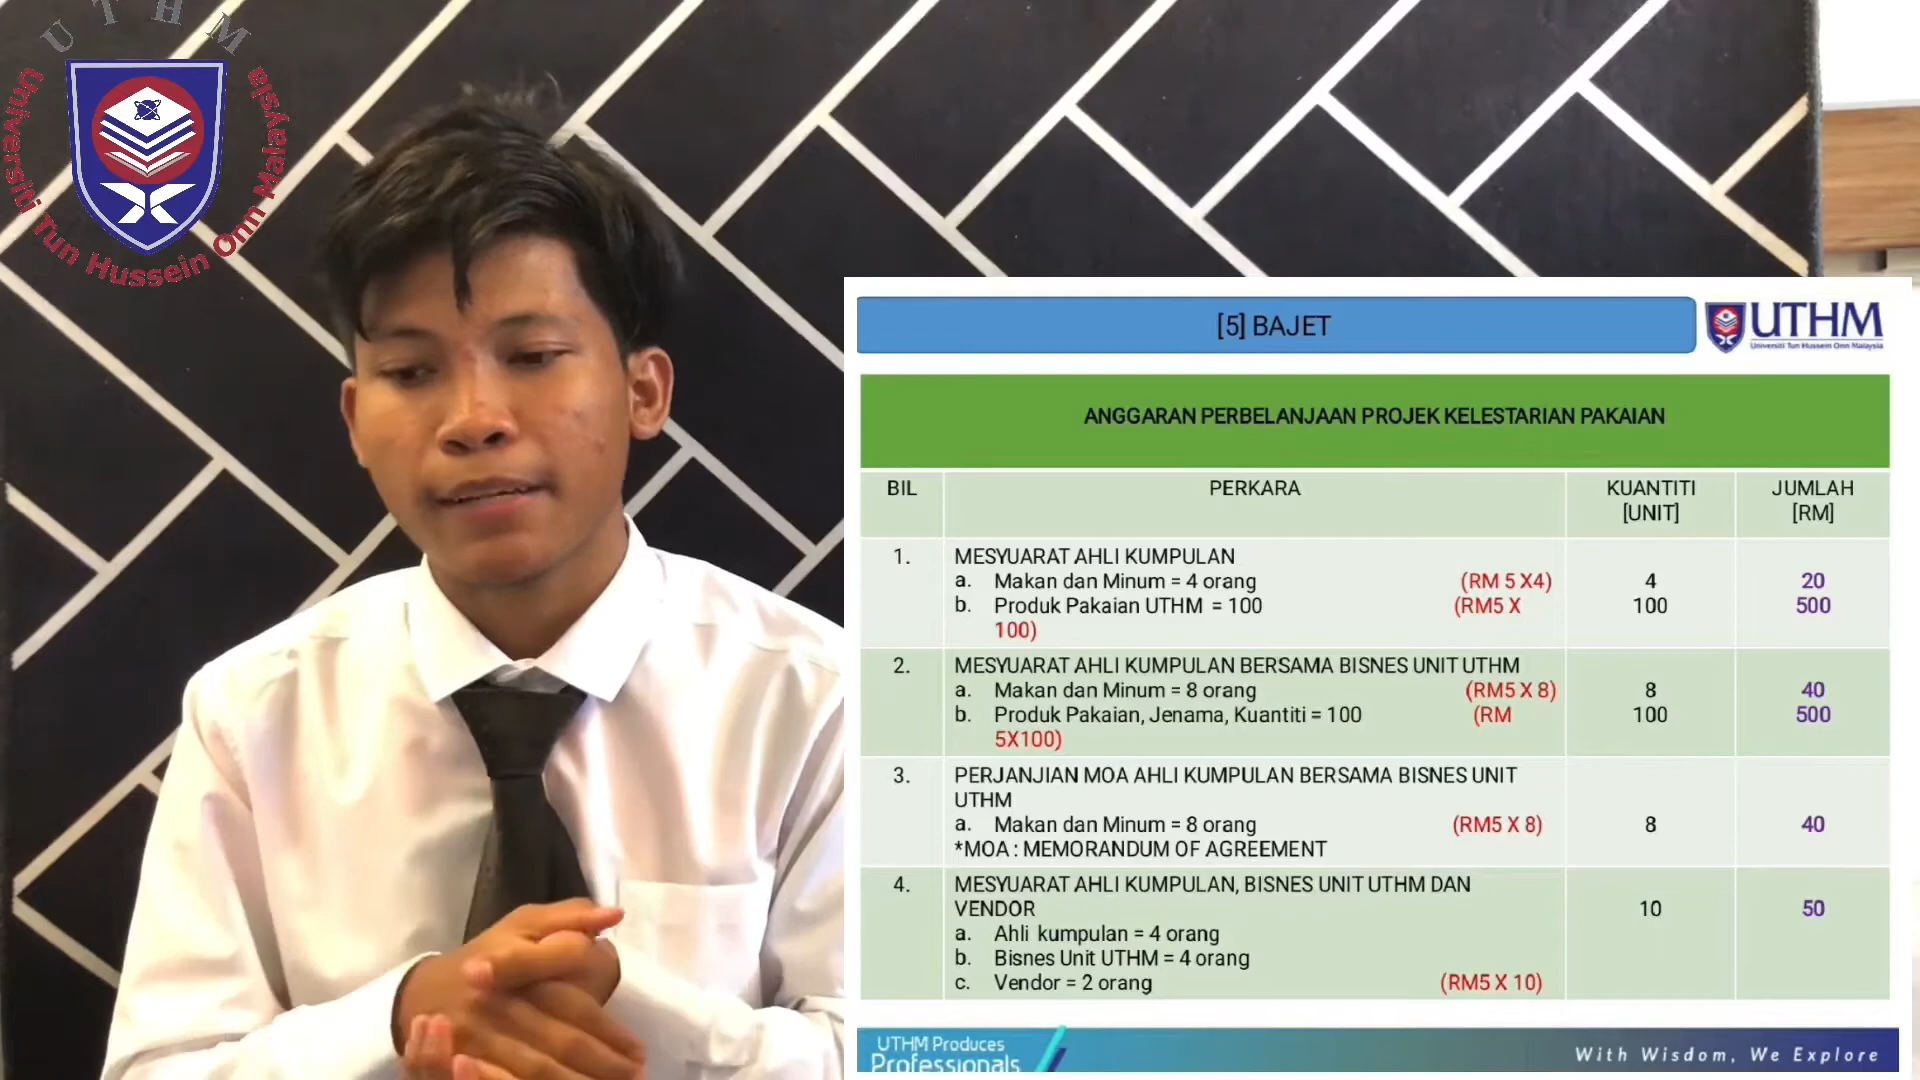 UTHM
Universiti Tun Hussein Onn Malaysia
[5] BAJET
UTHM
Universiti Tun Hussein Onn Malaysia
ANGGARAN PERBELANJAAN PROJEK KELESTARIAN PAKAIAN
BIL PERKARA KUANTITI [UNIT] JUMLAH [RM]
1. MESYUARAT AHLI KUMPULAN
a. Makan dan Minum = 4 orang (RM 5 X4) 4 20
b. Produk Pakaian UTHM = 100 (RM5 X 100 500
100)
2. MESYUARAT AHLI KUMPULAN BERSAMA BISNES UNIT UTHM
a. Makan dan Minum = 8 orang (RM5 X 8) 8 40
b. Produk Pakaian, Jenama, Kuantiti = 100 (RM 100 500
5X100)
3. PERJANJIAN MOA AHLI KUMPULAN BERSAMA BISNES UNIT
UTHM
a. Makan dan Minum = 8 orang (RM5 X 8) 8 40
*MOA : MEMORANDUM OF AGREEMENT
4. MESYUARAT AHLI KUMPULAN, BISNES UNIT UTHM DAN
VENDOR 10 50
a. Ahli kumpulan = 4 orang
b. Bisnes Unit UTHM = 4 orang
c. Vendor = 2 orang (RM5 X 10)
UTHM Produces
Professionals
With Wisdom, We Explore